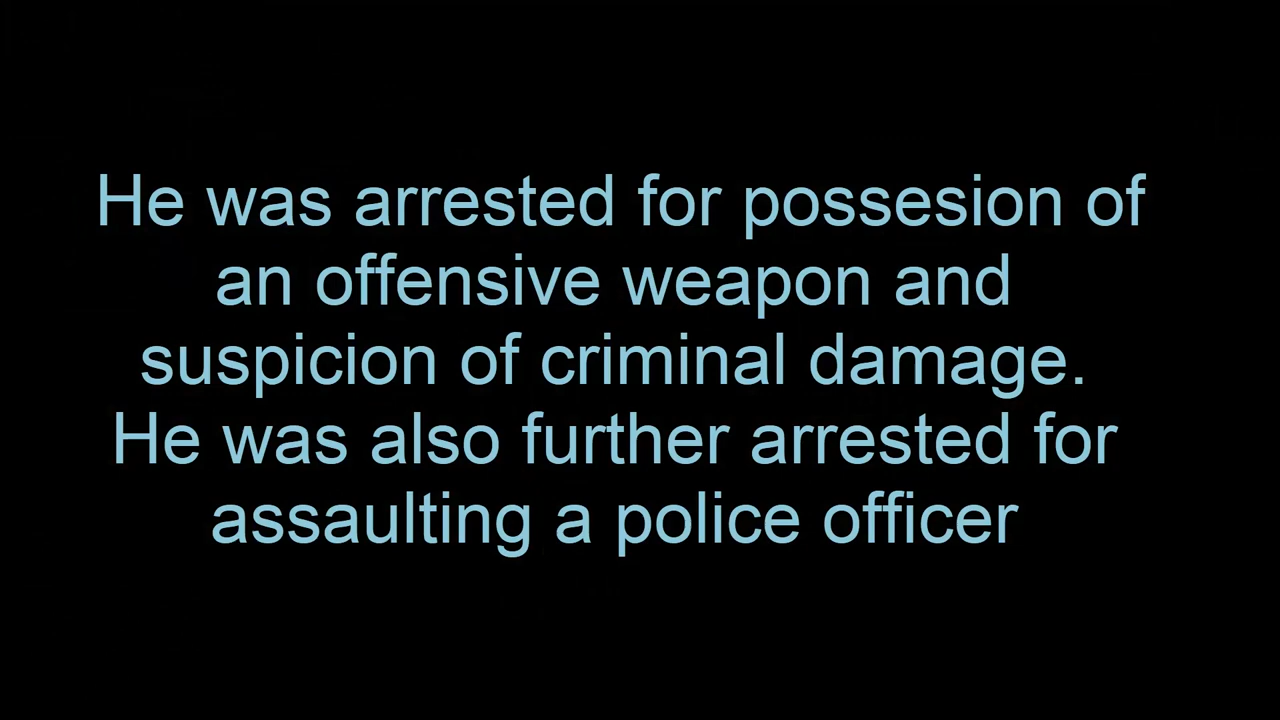 He was arrested for possesion of
an offensive weapon and
suspicion of criminal damage.
He was also further arrested for
assaulting a police officer